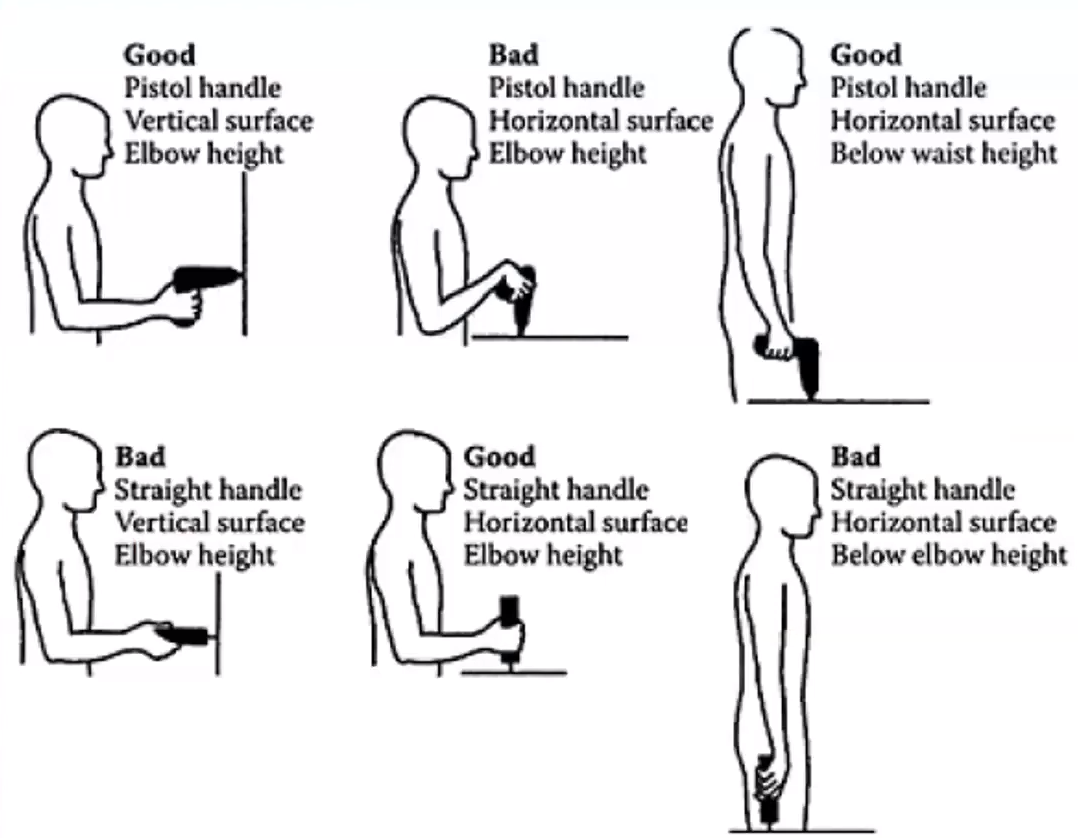 Good
Pistol handle
Vertical surface
Elbow height
Bad
Pistol handle
Horizontal surface
Elbow height
Good
Pistol handle
Horizontal surface
Below waist height
Bad
Straight handle
Vertical surface
Elbow height
Good
Straight handle
Horizontal surface
Elbow height
Bad
Straight handle
Horizontal surface
Below elbow height